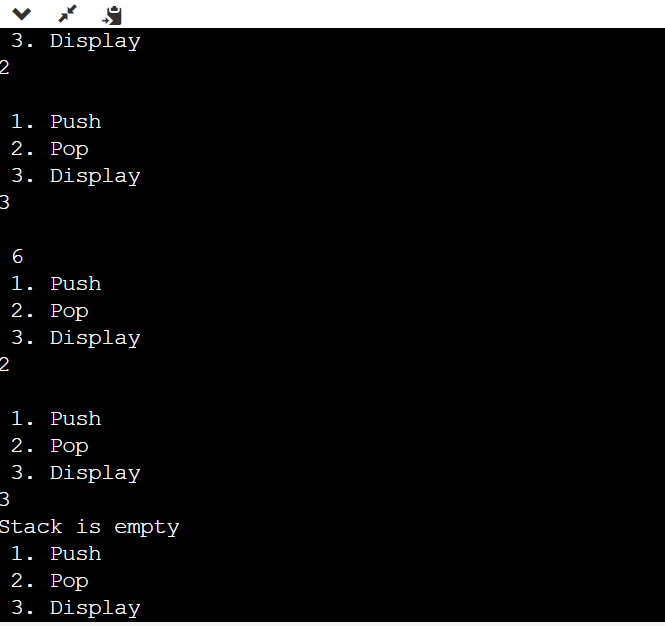 3. Display
2
1. Push
2. Pop
3. Display
3
6
1. Push
2. Pop
3. Display
2
1. Push
2. Pop
3. Display
3
Stack is empty
1. Push
2. Pop
3. Display